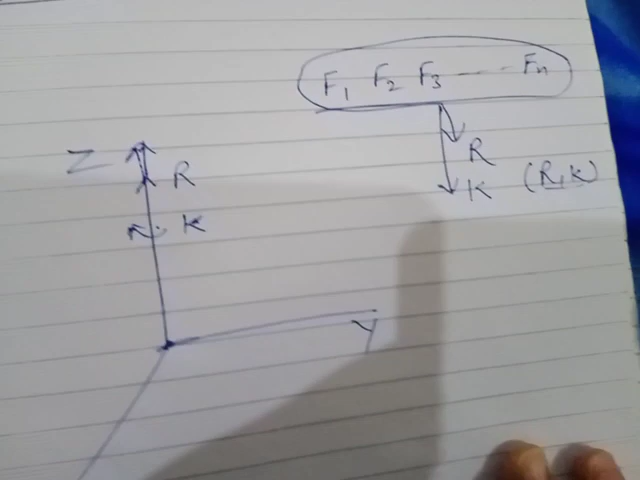 F1 F2 F3 --- Fn
Z
R
R
K
(R, K)
K
Y